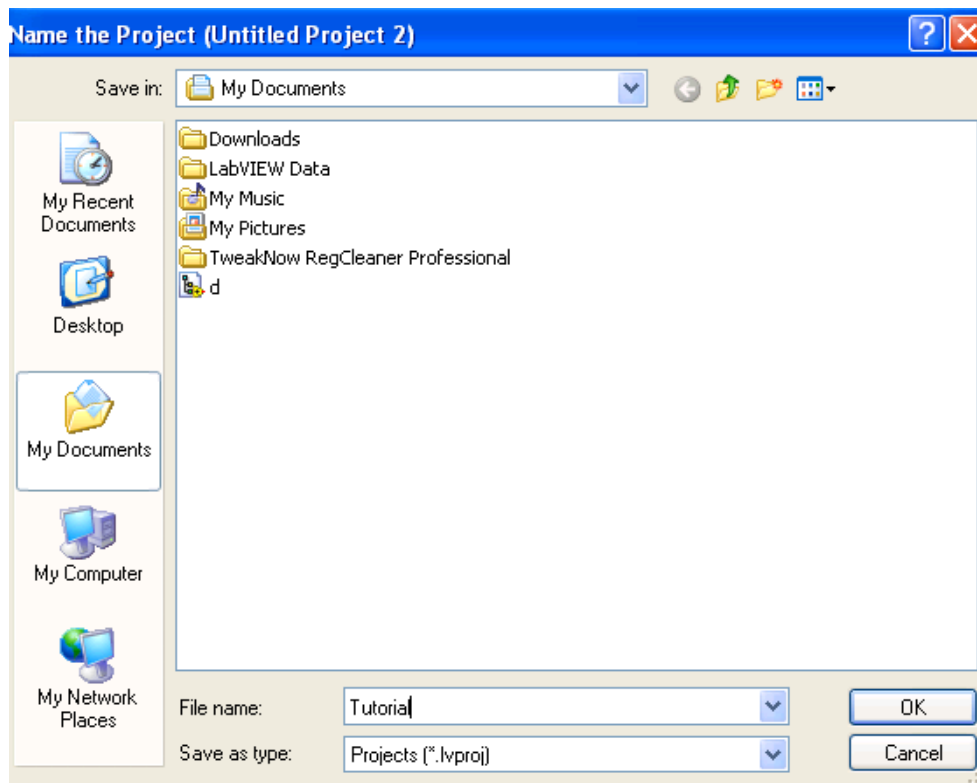 Name the Project (Untitled Project 2)
?
Save in:
My Documents
My Recent
Documents
Desktop
My Documents
My Computer
My Network
Places
Downloads
LabVIEW Data
My Music
My Pictures
TweakNow RegCleaner Professional
d
File name:
Tutorial
OK
Save as type:
Projects (*.lvproj)
Cancel